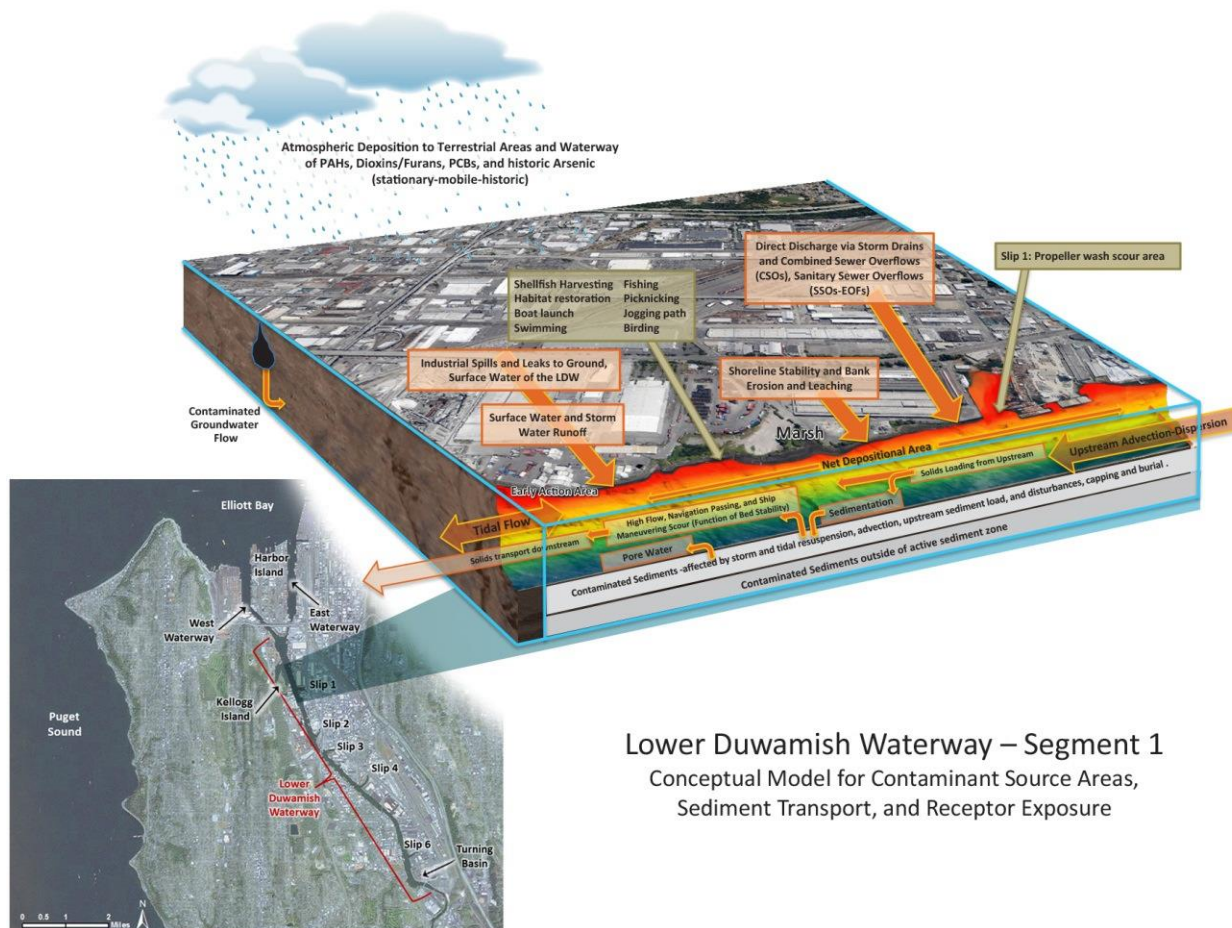 Atmospheric Deposition to Terrestrial Areas and Waterway
of PAHs, Dioxins/Furans, PCBs, and historic Arsenic
(stationary-mobile-historic)
Direct Discharge via Storm Drains
and Combined Sewer Overflows
(CSOs), Sanitary Sewer Overflows
(SSOs-EOFs)
Slip 1: Propeller wash scour area
Shellfish Harvesting Fishing
Habitat restoration Picknicking
Boat launch Jogging path
Swimming Birding
Industrial Spills and Leaks to Ground,
Surface Water of the LDW
Shoreline Stability and Bank
Erosion and Leaching
Surface Water and Storm
Water Runoff
Contaminated
Groundwater
Flow
Marsh
Net Depositional Area
Upstream Advection-Dispersion
Solids Loading from Upstream
Early Action Area
Tidal Flow
High Flow, Navigation Passing, and Ship
Maneuvering Scour (Function of Bed Stability)
Sedimentation
Solids transport downstream
Pore Water
Contaminated Sediments -affected by storm and tidal resuspension, advection, upstream sediment load, and disturbances, capping and burial .
Contaminated Sediments outside of active sediment zone
Elliott Bay
Harbor
Island
West
Waterway
East
Waterway
Slip 1
Kellogg
Island
Puget
Sound
Slip 2
Slip 3
Slip 4
Lower
Duwamish
Waterway
Slip 6
Turning
Basin
0 0.5 1 2
Miles
N
Lower Duwamish Waterway – Segment 1
Conceptual Model for Contaminant Source Areas,
Sediment Transport, and Receptor Exposure